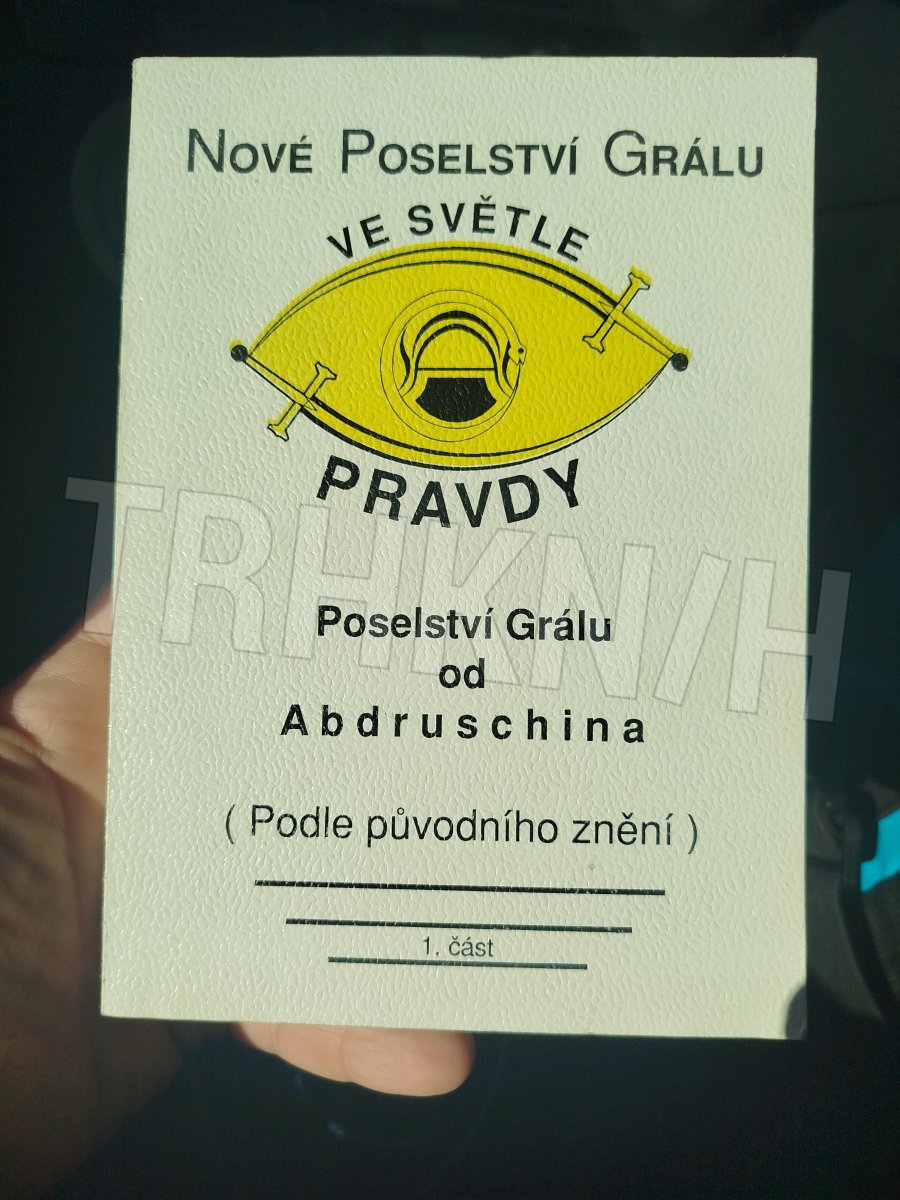 Nové Poselství Grálu
VE SVĚTLE
PRAVDY
TRHKNIH
Poselství Grálu
od
Abdruschina
( Podle původního znění )
1. část